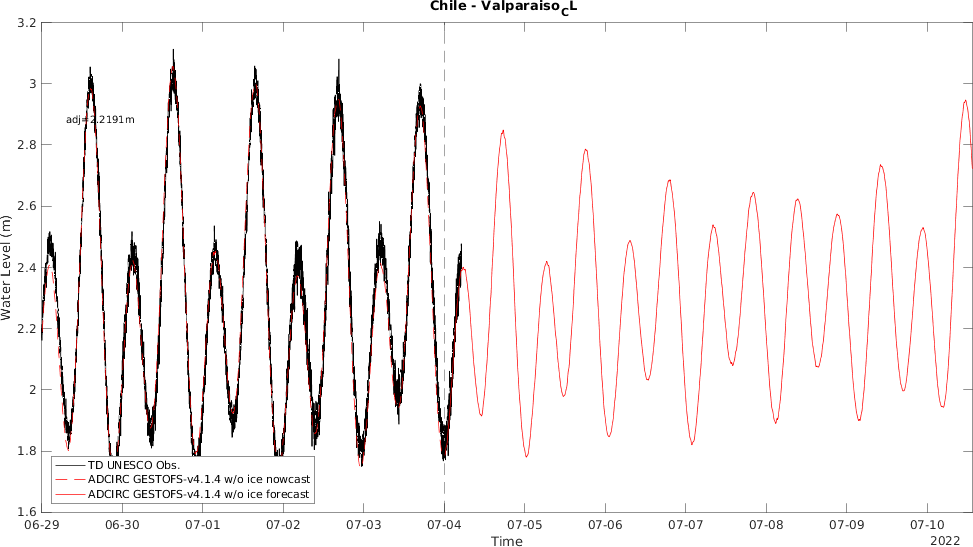 Chile - Valparaiso_CL
3.2
3
2.8
2.6
2.4
2.2
2
1.8
1.6
Water Level (m)
adj=2.2191m
TD UNESCO Obs.
ADCIRC GESTOFS-v4.1.4 w/o ice nowcast
ADCIRC GESTOFS-v4.1.4 w/o ice forecast
06-29 06-30 07-01 07-02 07-03 07-04 07-05 07-06 07-07 07-08 07-09 07-10
Time
2022